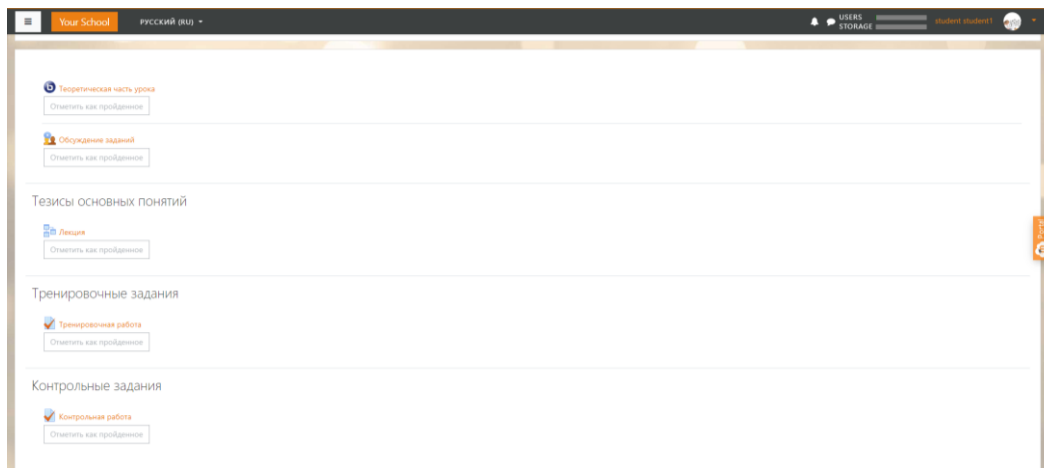 Your School
РУССКИЙ (RU)
USERS
STORAGE
student student1
Теоретическая часть урока
Отметить как пройденное
Обсуждение заданий
Отметить как пройденное
Тезисы основных понятий
Лекция
Отметить как пройденное
Тренировочные задания
Тренировочная работа
Отметить как пройденное
Контрольные задания
Контрольная работа
Отметить как пройденное